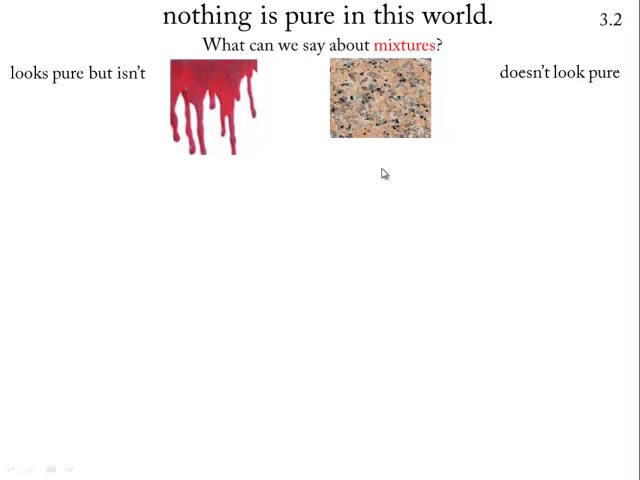 nothing is pure in this world.
3.2
What can we say about mixtures?
looks pure but isn't
doesn't look pure